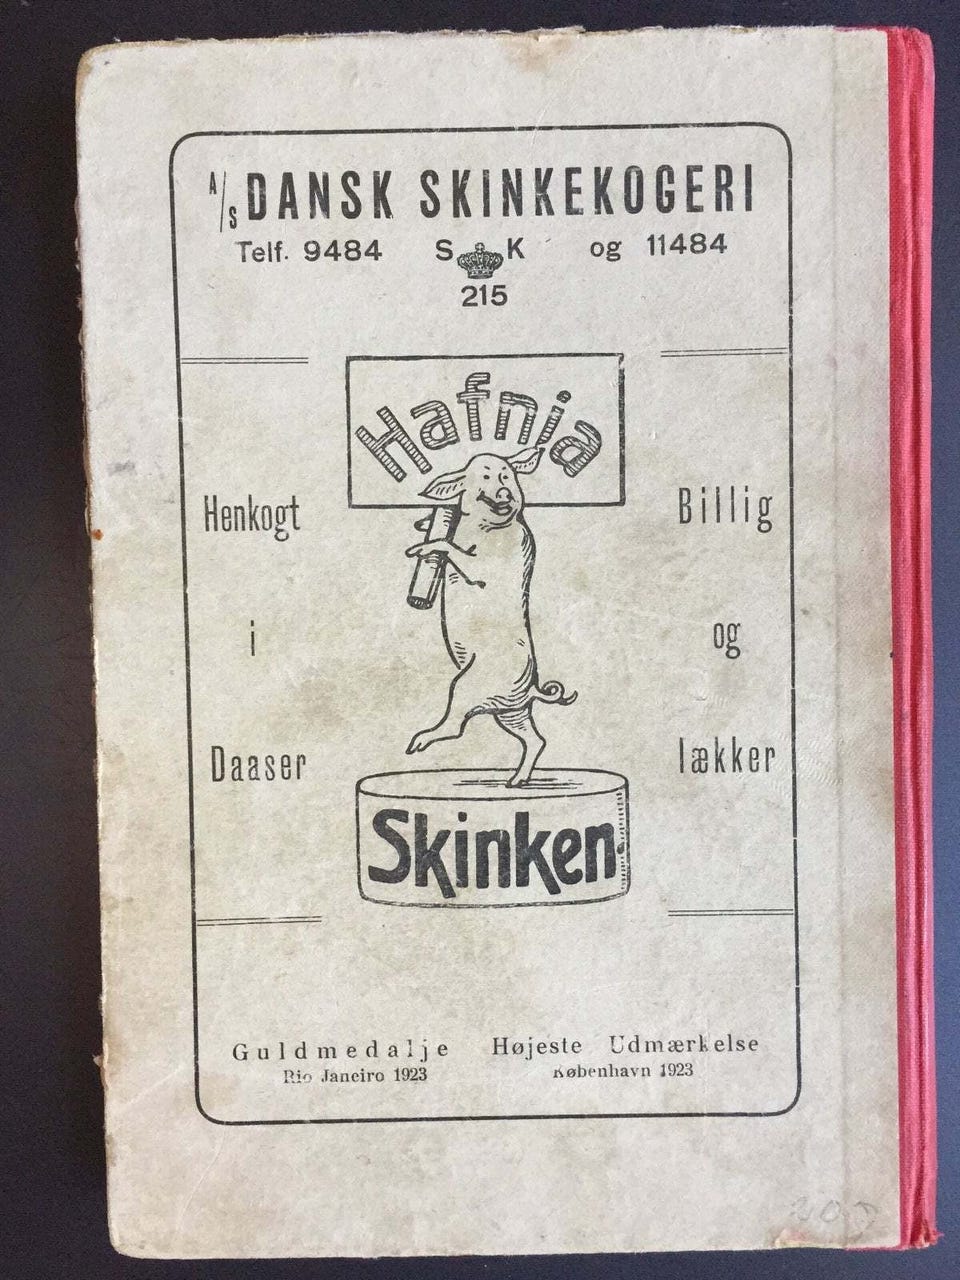 A/S DANSK SKINKEKOGERI
Telf. 9484 S K og 11484
215
Hafnia
Henkogt
i
Daaser
Billig
og
lækker
Skinken
Guldmedalje
Rio Janeiro 1923
Højeste Udmærkelse
København 1923